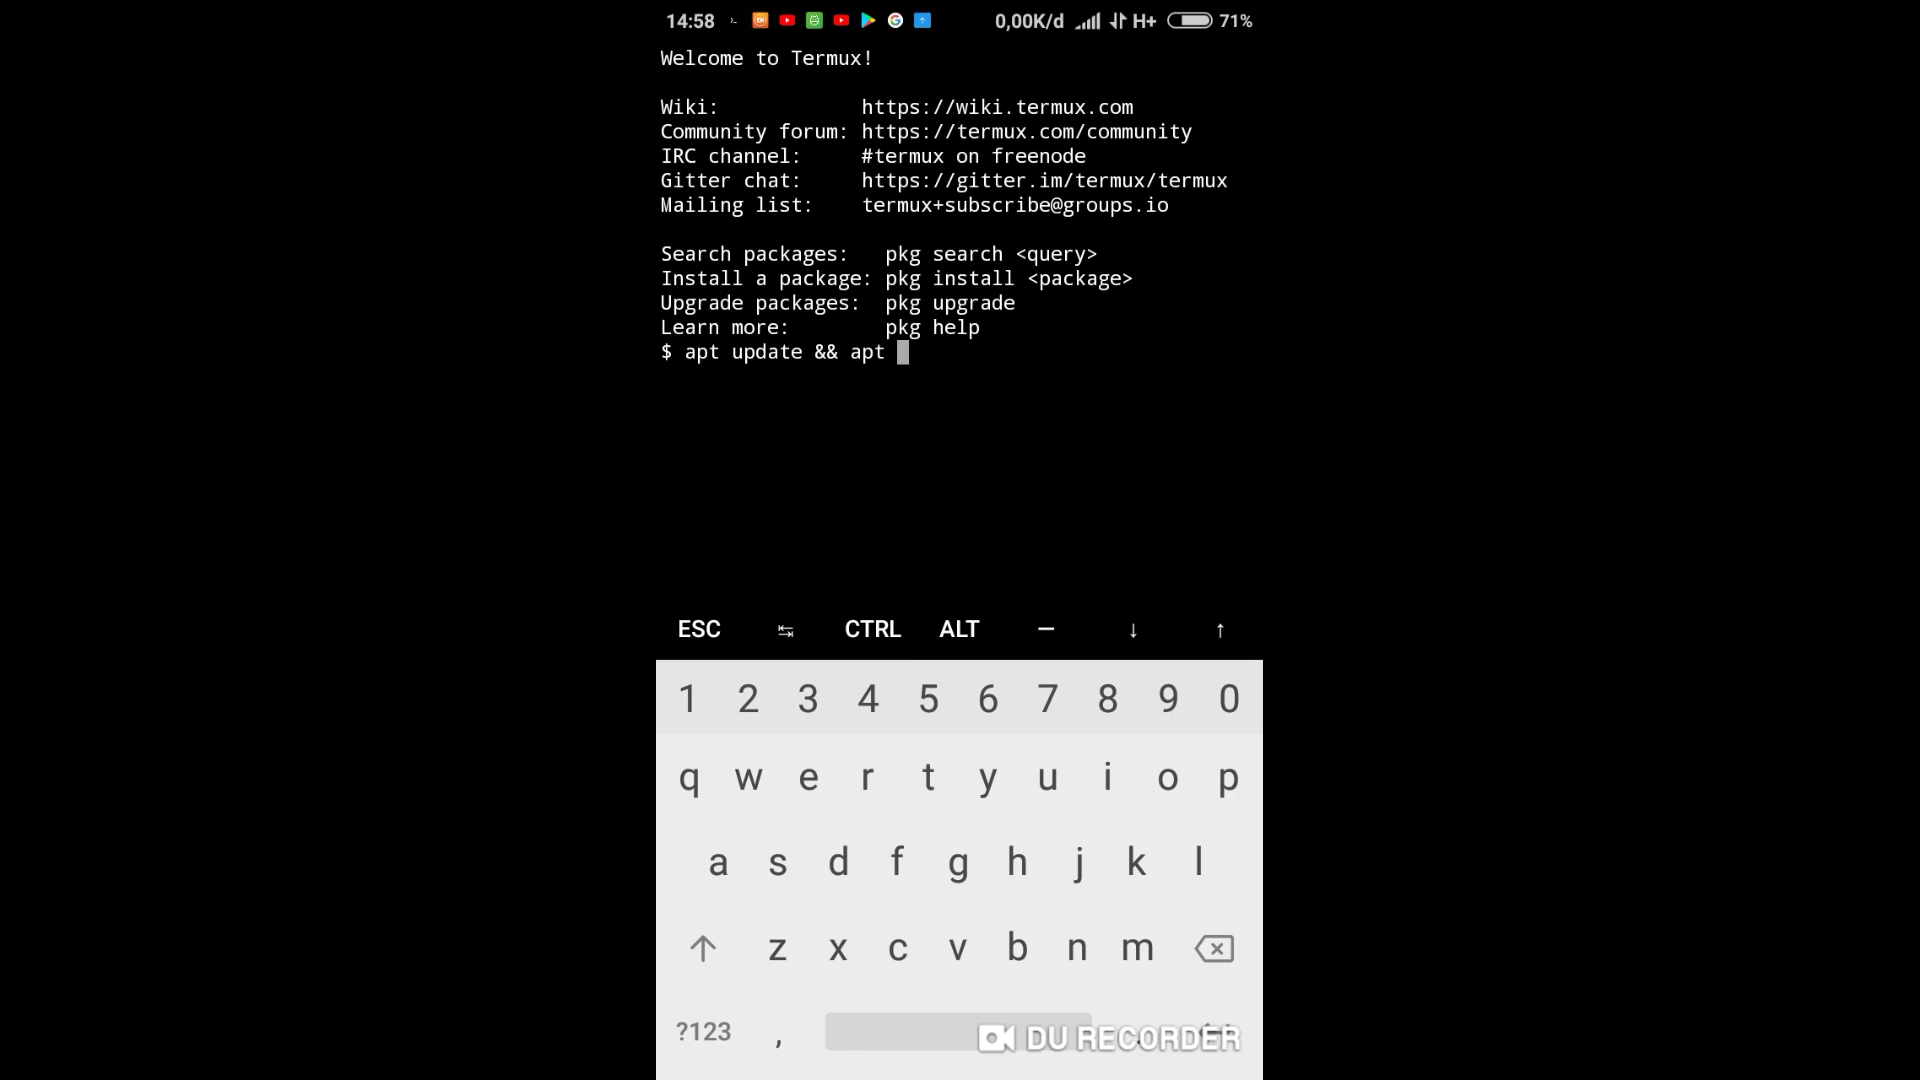 14:58 0,00K/d H+ 71%
Welcome to Termux!
Wiki: https://wiki.termux.com
Community forum: https://termux.com/community
IRC channel: #termux on freenode
Gitter chat: https://gitter.im/termux/termux
Mailing list: termux+subscribe@groups.io
Search packages: pkg search <query>
Install a package: pkg install <package>
Upgrade packages: pkg upgrade
Learn more: pkg help
$ apt update && apt
ESC ↹ CTRL ALT — ↓ ↑
1 2 3 4 5 6 7 8 9 0
q w e r t y u i o p
a s d f g h j k l
z x c v b n m
?123 , .
DU RECORDER